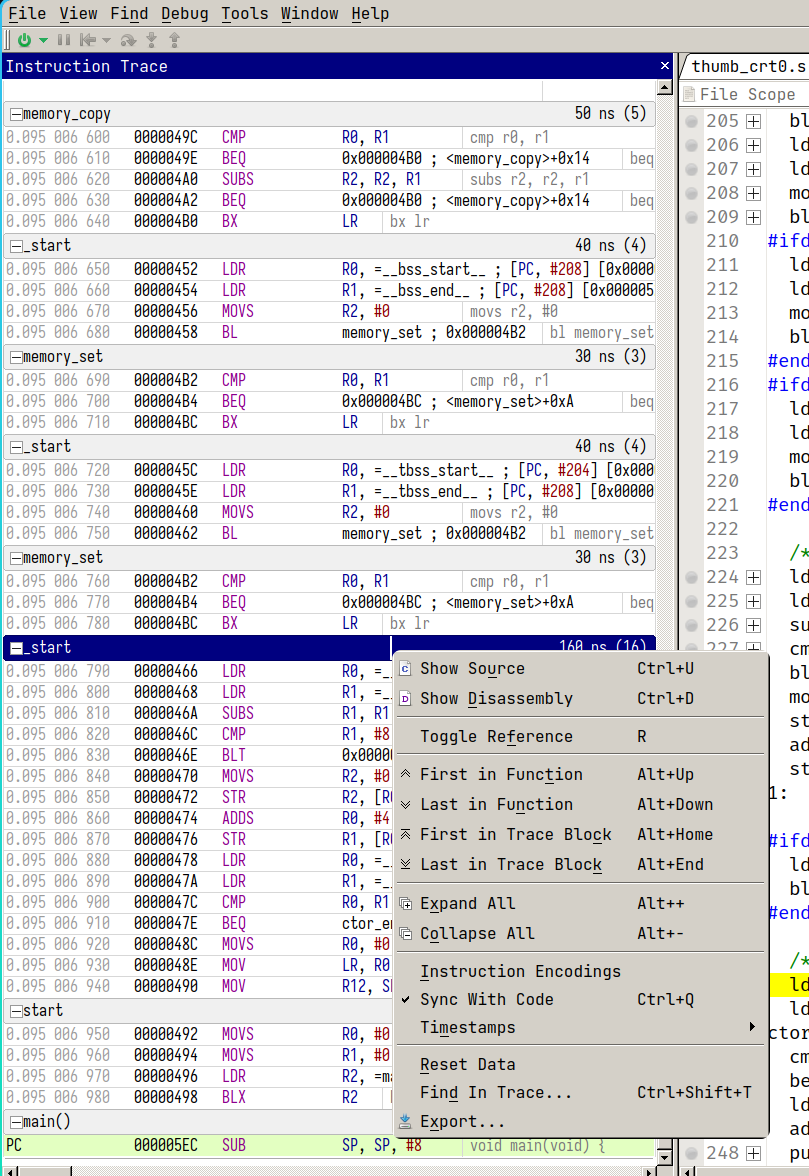 File View Find Debug Tools Window Help
Instruction Trace
memory_copy 50 ns (5)
0.095 006 600 0000049C CMP R0, R1 cmp r0, r1
0.095 006 610 0000049E BEQ 0x000004B0 ; <memory_copy>+0x14 beq
0.095 006 620 000004A0 SUBS R2, R2, R1 subs r2, r2, r1
0.095 006 630 000004A2 BEQ 0x000004B0 ; <memory_copy>+0x14 beq
0.095 006 640 000004B0 BX LR bx lr
_start 40 ns (4)
0.095 006 650 00000452 LDR R0, =__bss_start__ ; [PC, #208] [0x0000
0.095 006 660 00000454 LDR R1, =__bss_end__ ; [PC, #208] [0x000005
0.095 006 670 00000456 MOVS R2, #0 movs r2, #0
0.095 006 680 00000458 BL memory_set ; 0x000004B2 bl memory_set
memory_set 30 ns (3)
0.095 006 690 000004B2 CMP R0, R1 cmp r0, r1
0.095 006 700 000004B4 BEQ 0x000004BC ; <memory_set>+0xA beq
0.095 006 710 000004BC BX LR bx lr
_start 40 ns (4)
0.095 006 720 0000045C LDR R0, =__tbss_start__ ; [PC, #204] [0x000
0.095 006 730 0000045E LDR R1, =__tbss_end__ ; [PC, #208] [0x00000
0.095 006 740 00000460 MOVS R2, #0 movs r2, #0
0.095 006 750 00000462 BL memory_set ; 0x000004B2 bl memory_set
memory_set 30 ns (3)
0.095 006 760 000004B2 CMP R0, R1 cmp r0, r1
0.095 006 770 000004B4 BEQ 0x000004BC ; <memory_set>+0xA beq
0.095 006 780 000004BC BX LR bx lr
_start 160 ns (16)
0.095 006 790 00000466 LDR R0, =_
0.095 006 800 00000468 LDR R1, =_
0.095 006 810 0000046A SUBS R1, R1
0.095 006 820 0000046C CMP R1, #8
0.095 006 830 0000046E BLT 0x0000
0.095 006 840 00000470 MOVS R2, #0
0.095 006 850 00000472 STR R2, [R0
0.095 006 860 00000474 ADDS R0, #4
0.095 006 870 00000476 STR R1, [R0
0.095 006 880 00000478 LDR R0, =_
0.095 006 890 0000047A LDR R1, =_
0.095 006 900 0000047C CMP R0, R1
0.095 006 910 0000047E BEQ ctor_en
0.095 006 920 0000048C MOVS R0, #0
0.095 006 930 0000048E MOV LR, R0
0.095 006 940 00000490 MOV R12, S
start
0.095 006 950 00000492 MOVS R0, #0
0.095 006 960 00000494 MOVS R1, #0
0.095 006 970 00000496 LDR R2, =ma
0.095 006 980 00000498 BLX R2
main()
PC 000005EC SUB SP, SP, #8 void main(void) {
Show Source Ctrl+U
Show Disassembly Ctrl+D
Toggle Reference R
First in Function Alt+Up
Last in Function Alt+Down
First in Trace Block Alt+Home
Last in Trace Block Alt+End
Expand All Alt++
Collapse All Alt+-
Instruction Encodings
Sync With Code Ctrl+Q
Timestamps
Reset Data
Find In Trace... Ctrl+Shift+T
Export...
thumb_crt0.s
File Scope
205 bl
206 ld
207 ld
208 mo
209 bl
210 #ifd
211 ld
212 ld
213 mo
214 bl
215 #end
216 #ifd
217 ld
218 ld
219 mo
220 bl
221 #end
222
223 /*
224 ld
225 ld
226 su
227 cm
bl
mo
st
ad
st
1:
#ifd
ld
bl
#end
/*
ld
ld
ctor
cm
be
ld
ad
248 pu